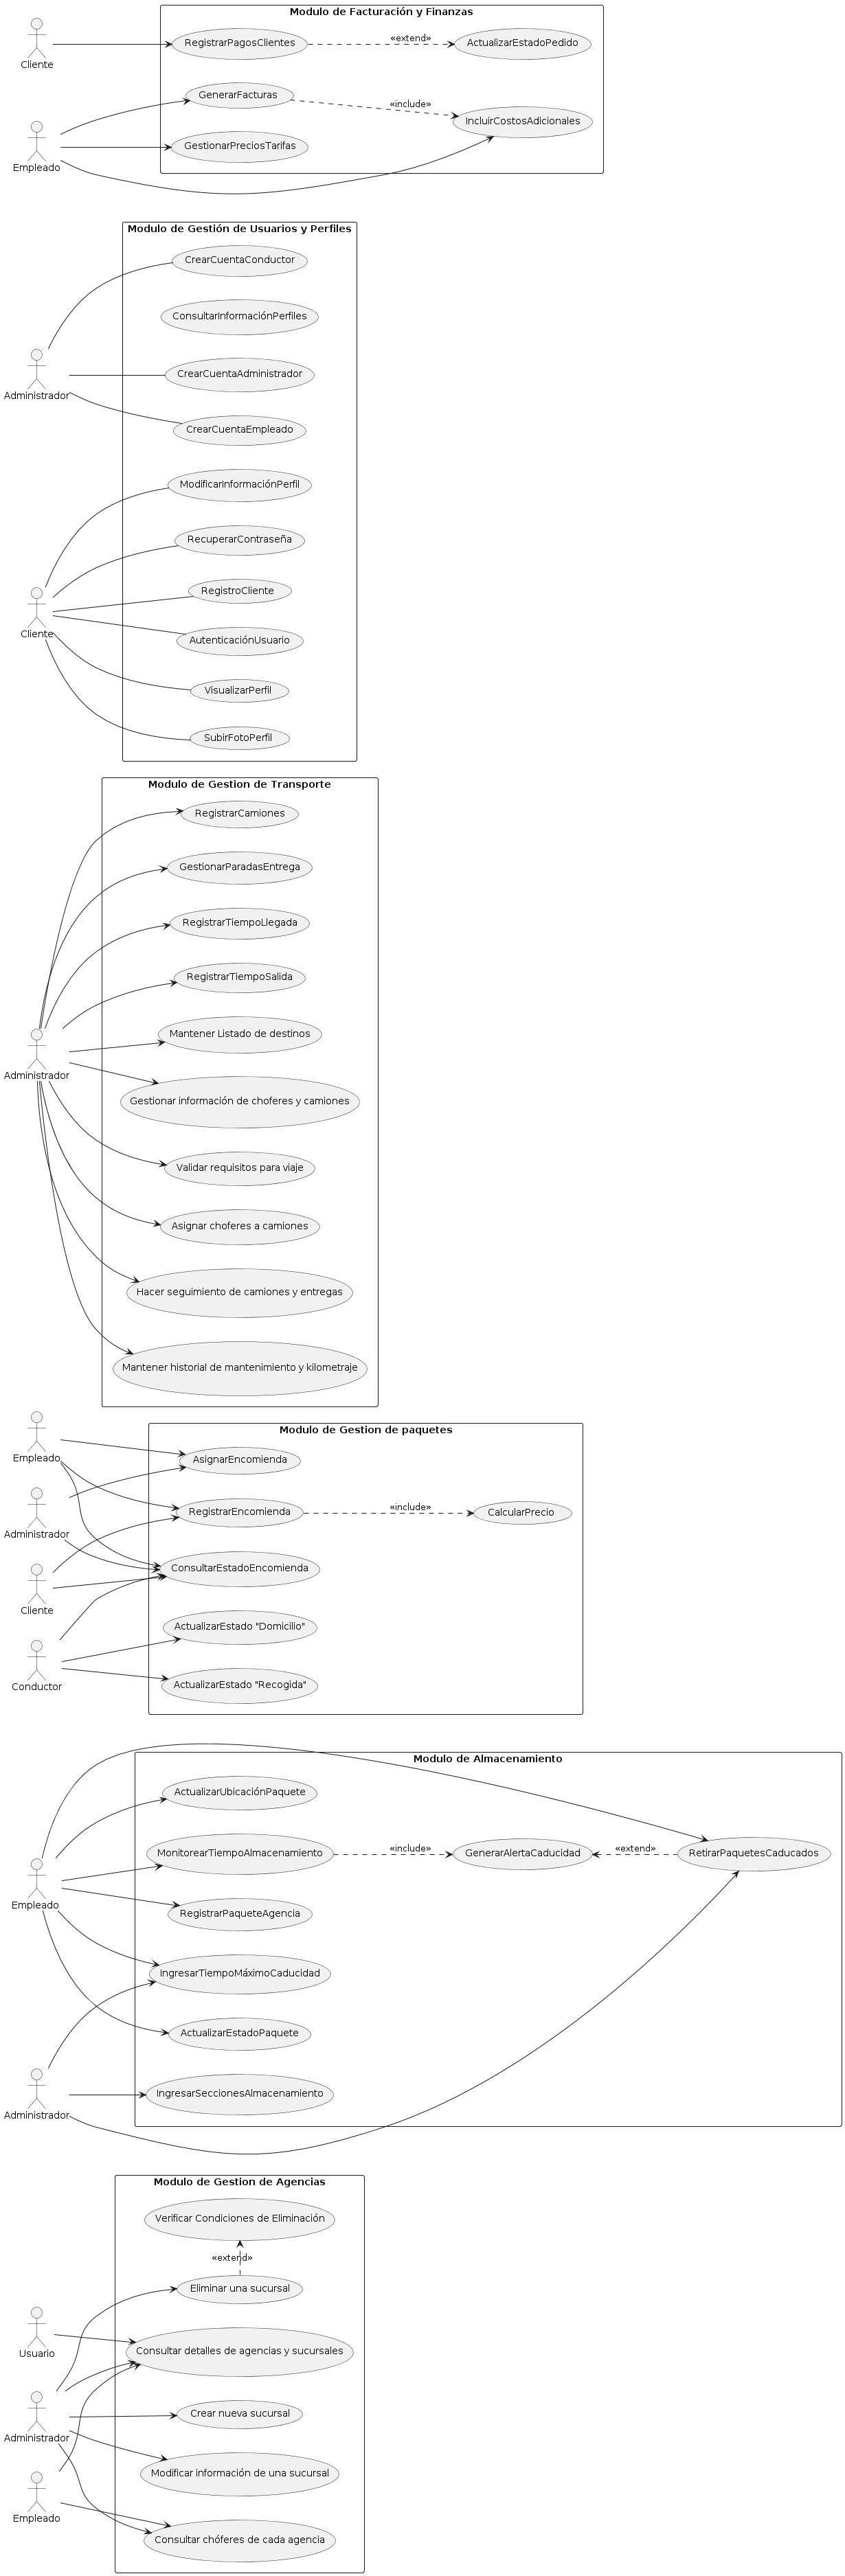 Modulo de Facturación y Finanzas
Cliente
RegistrarPagosClientes
«extend»
ActualizarEstadoPedido
GenerarFacturas
«include»
IncluirCostosAdicionales
Empleado
GestionarPreciosTarifas
Modulo de Gestión de Usuarios y Perfiles
CrearCuentaConductor
ConsultarInformaciónPerfiles
Administrador
CrearCuentaAdministrador
CrearCuentaEmpleado
ModificarInformaciónPerfil
RecuperarContraseña
Cliente
RegistroCliente
AutenticaciónUsuario
VisualizarPerfil
SubirFotoPerfil
Modulo de Gestion de Transporte
RegistrarCamiones
GestionarParadasEntrega
RegistrarTiempoLlegada
RegistrarTiempoSalida
Mantener Listado de destinos
Administrador
Gestionar información de choferes y camiones
Validar requisitos para viaje
Asignar choferes a camiones
Hacer seguimiento de camiones y entregas
Mantener historial de mantenimiento y kilometraje
Modulo de Gestion de paquetes
Empleado
AsignarEncomienda
Administrador
RegistrarEncomienda
«include»
CalcularPrecio
Cliente
ConsultarEstadoEncomienda
ActualizarEstado "Domicilio"
Conductor
ActualizarEstado "Recogida"
Modulo de Almacenamiento
ActualizarUbicaciónPaquete
MonitorearTiempoAlmacenamiento
«include»
GenerarAlertaCaducidad
«extend»
RetirarPaquetesCaducados
Empleado
RegistrarPaqueteAgencia
IngresarTiempoMáximoCaducidad
ActualizarEstadoPaquete
Administrador
IngresarSeccionesAlmacenamiento
Modulo de Gestion de Agencias
Verificar Condiciones de Eliminación
«extend»
Eliminar una sucursal
Usuario
Consultar detalles de agencias y sucursales
Administrador
Crear nueva sucursal
Modificar información de una sucursal
Empleado
Consultar chóferes de cada agencia